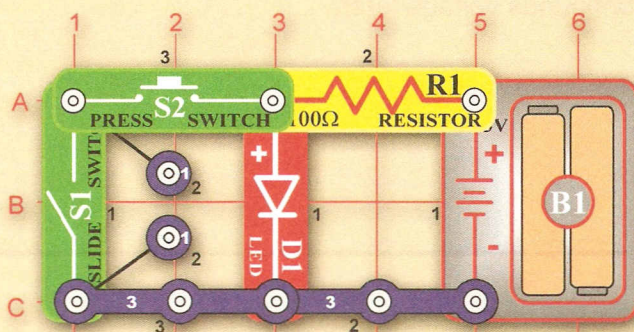 1 2 3 4 5 6
3 2
A
S2 R1
PRESS SWITCH 100Ω RESISTOR
+ 1 2 +
B
S1 SLIDE SWIT 1
1 1 B1
1 2 D1 LED -
C
3 3
3 2